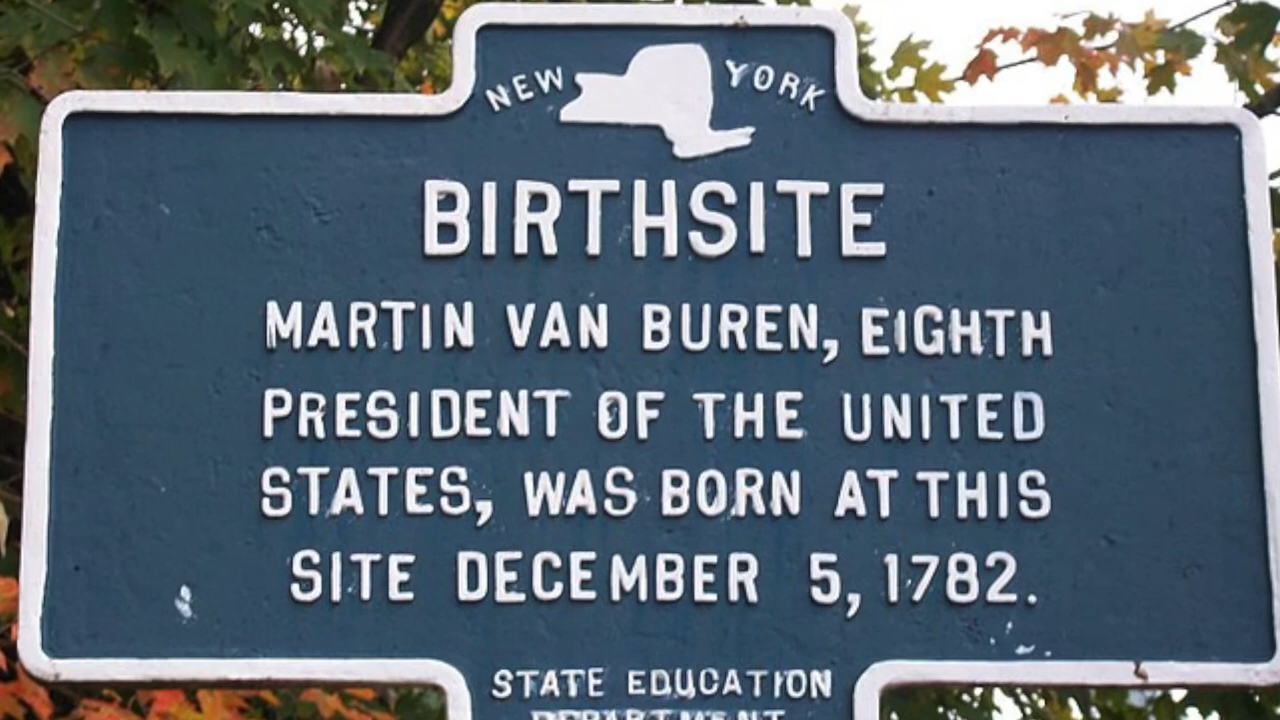 NEW YORK
BIRTHSITE
MARTIN VAN BUREN, EIGHTH
PRESIDENT OF THE UNITED
STATES, WAS BORN AT THIS
SITE DECEMBER 5, 1782.
STATE EDUCATION
DEPARTMENT